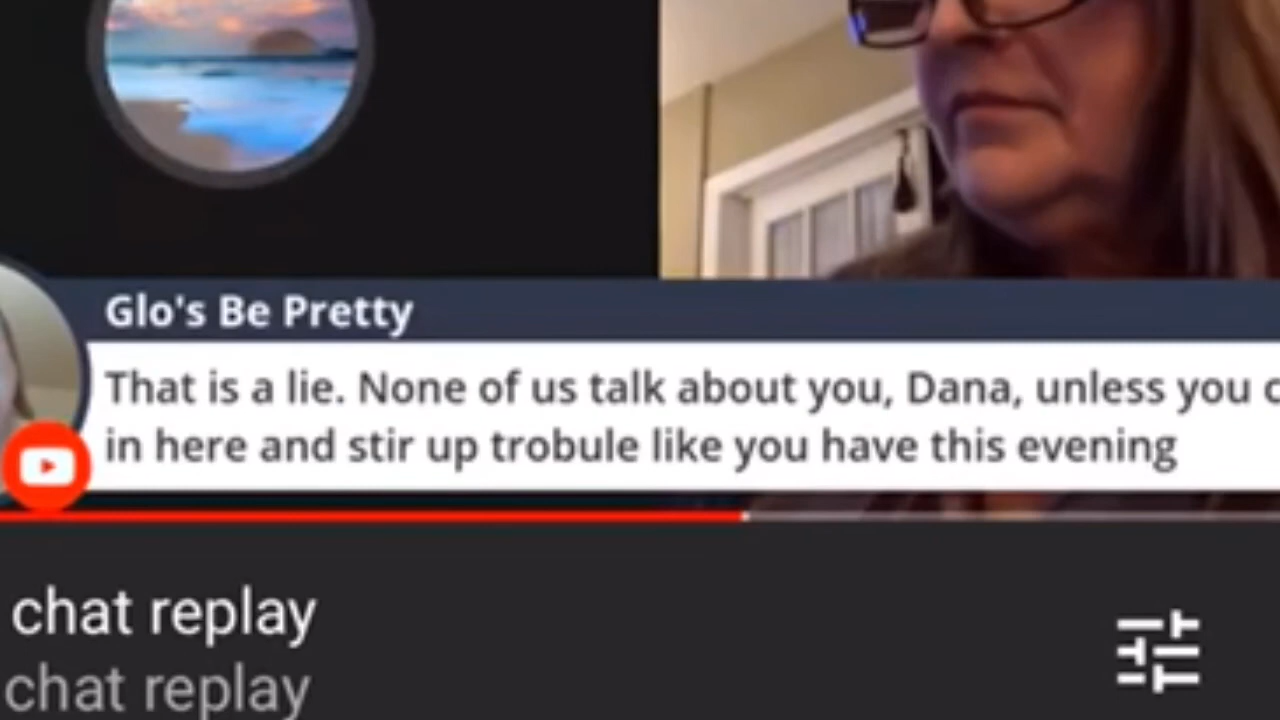 Glo's Be Pretty
That is a lie. None of us talk about you, Dana, unless you
in here and stir up trobule like you have this evening
chat replay
chat replay